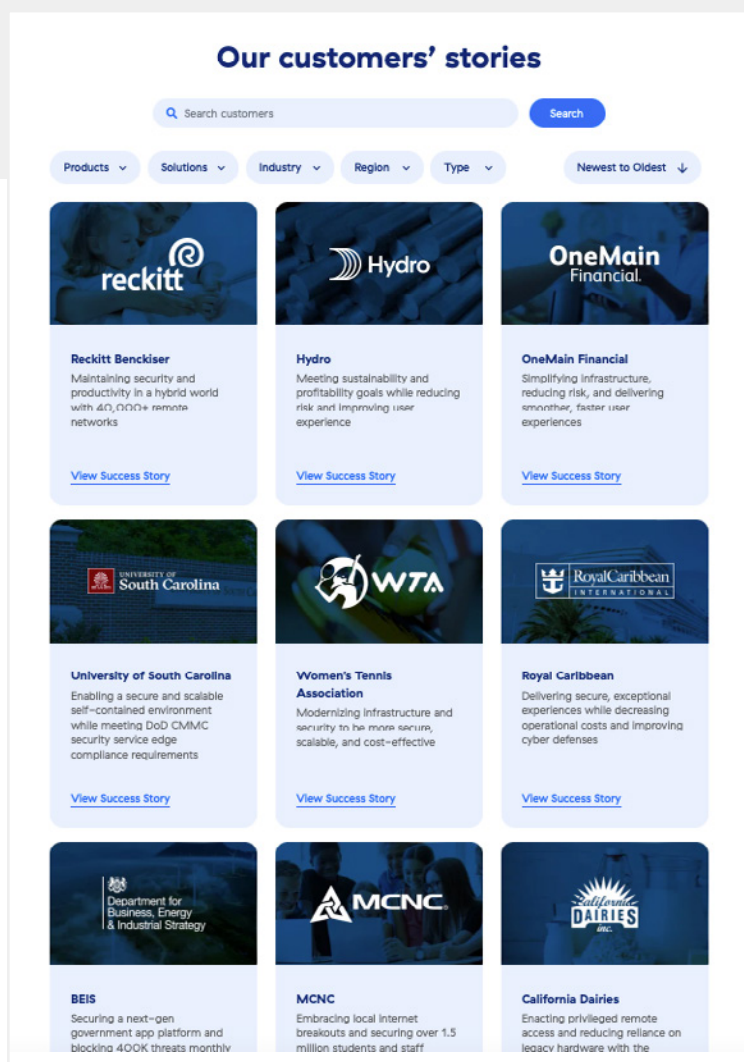 Our customers' stories
Search customers
Search
Products
Solutions
Industry
Region
Type
Newest to Oldest
reckitt
Hydro
OneMain
Financial.
Reckitt Benckiser
Maintaining security and
productivity in a hybrid world
with 40,000+ remote
networks
View Success Story
Hydro
Meeting sustainability and
profitability goals while reducing
risk and improving user
experience
View Success Story
OneMain Financial
Simplifying infrastructure,
reducing risk, and delivering
smoother, faster user
experiences
View Success Story
UNIVERSITY OF
South Carolina
WTA
RoyalCaribbean
INTERNATIONAL
University of South Carolina
Enabling a secure and scalable
self-contained environment
while meeting DoD CMMC
security service edge
compliance requirements
View Success Story
Women's Tennis
Association
Modernizing infrastructure and
security to be more secure,
scalable, and cost-effective
View Success Story
Royal Caribbean
Delivering secure, exceptional
experiences while decreasing
operational costs and improving
cyber defenses
View Success Story
Department for
Business, Energy
& Industrial Strategy
MCNC
California
DAIRIES
inc.
BEIS
Securing a next-gen
government app platform and
blocking 400K threats monthly
MCNC
Embracing local internet
breakouts and securing over 1.5
million students and staff
California Dairies
Enacting privileged remote
access and reducing reliance on
legacy hardware with the